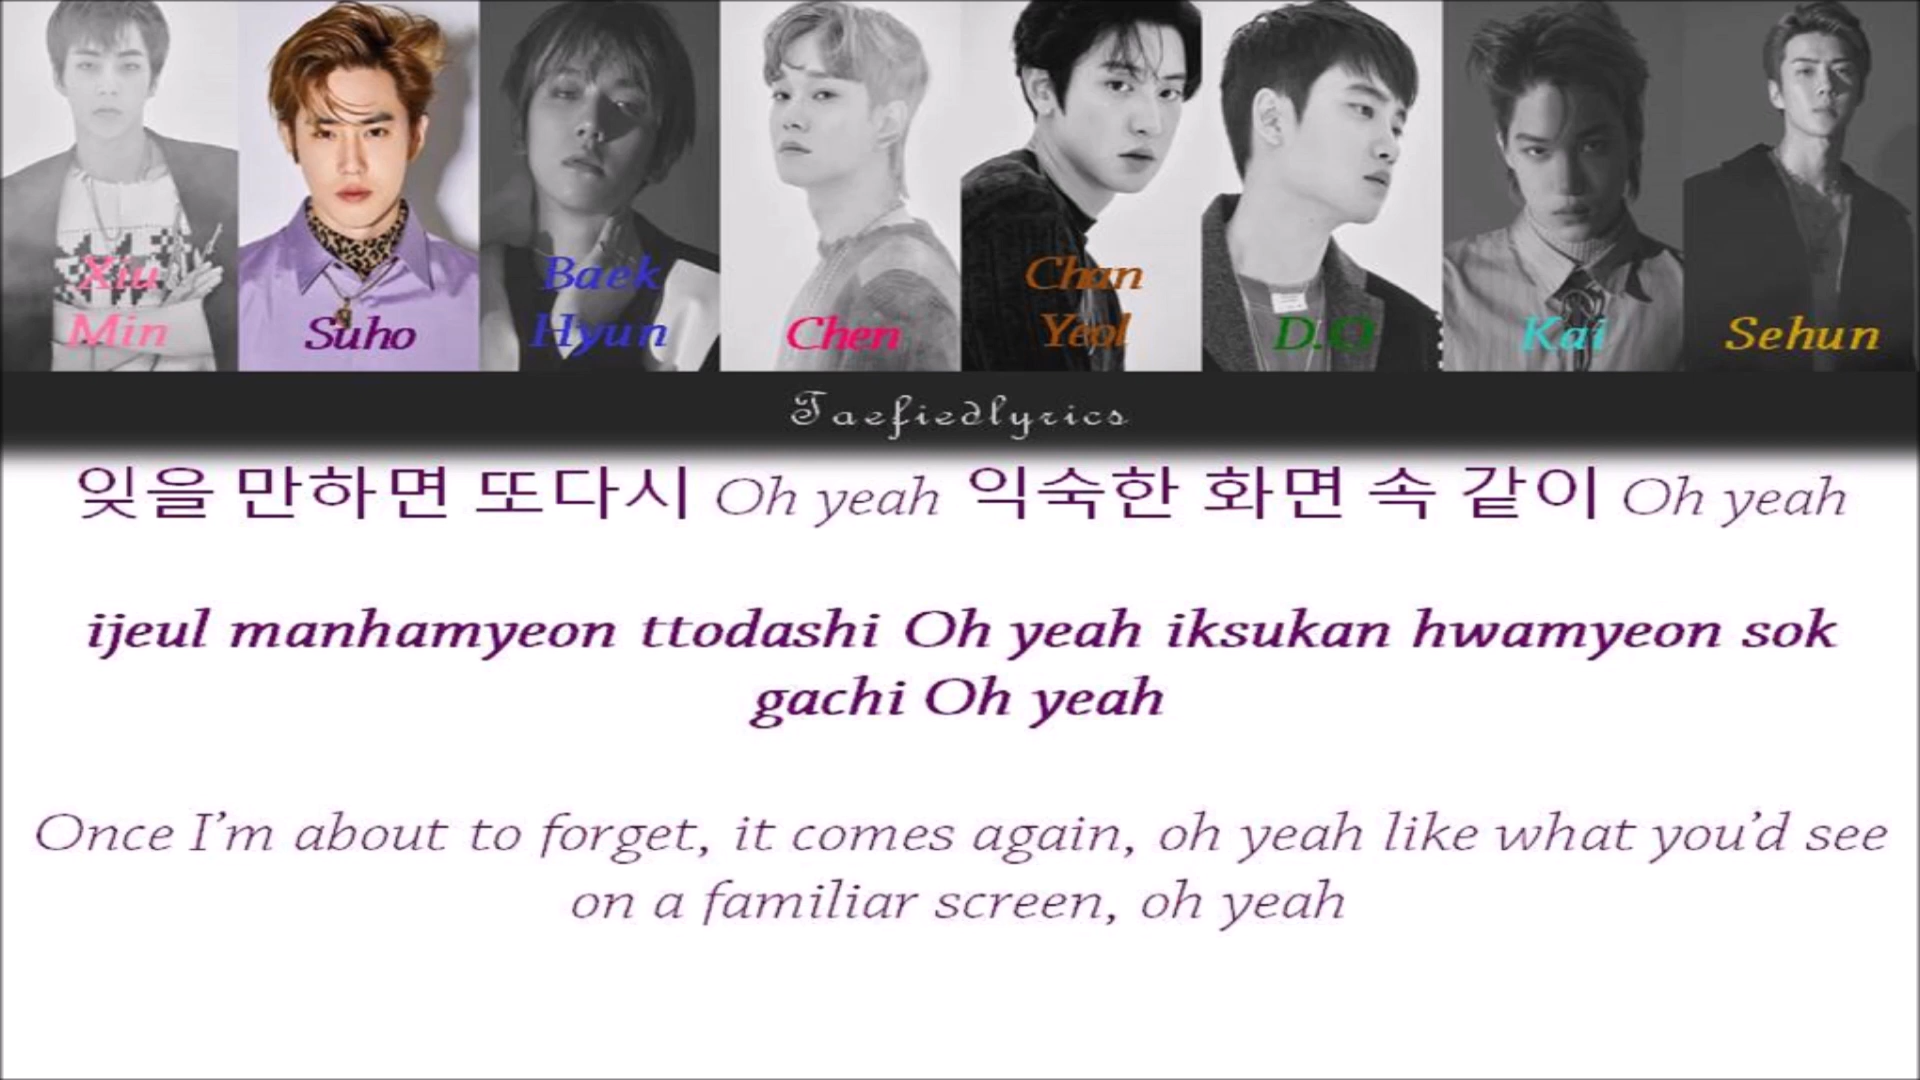 Xiu
Min
Suho
Baek
Hyun
Chen
Chan
Yeol
D.O
Kai
Sehun
Taefiedlyrics
잊을 만하면 또다시 Oh yeah 익숙한 화면 속 같이 Oh yeah
ijeul manhamyeon ttodashi Oh yeah iksukan hwamyeon sok
gachi Oh yeah
Once I’m about to forget, it comes again, oh yeah like what you’d see
on a familiar screen, oh yeah